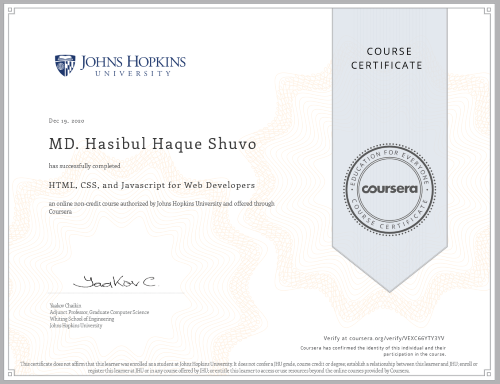 JOHNS HOPKINS
UNIVERSITY
COURSE
CERTIFICATE
Dec 19, 2020
MD. Hasibul Haque Shuvo
has successfully completed
HTML, CSS, and Javascript for Web Developers
an online non-credit course authorized by Johns Hopkins University and offered through
Coursera
EDUCATION FOR EVERYONE
coursera
COURSE CERTIFICATE
Yaakov C
Yaakov Chaikin
Adjunct Professor, Graduate Computer Science
Whiting School of Engineering
Johns Hopkins University
Verify at coursera.org/verify/
Coursera has confirmed the identity of this individual and their
participation in the course.
This certificate does not affirm that this learner was enrolled as a student at Johns Hopkins University. It does not confer a JHU grade, course credit or degree, establish a relationship between this learner and JHU, enroll or
register this learner at JHU or in any course offered by JHU, or entitle this learner to access or use resources beyond the online courses provided by Coursera.